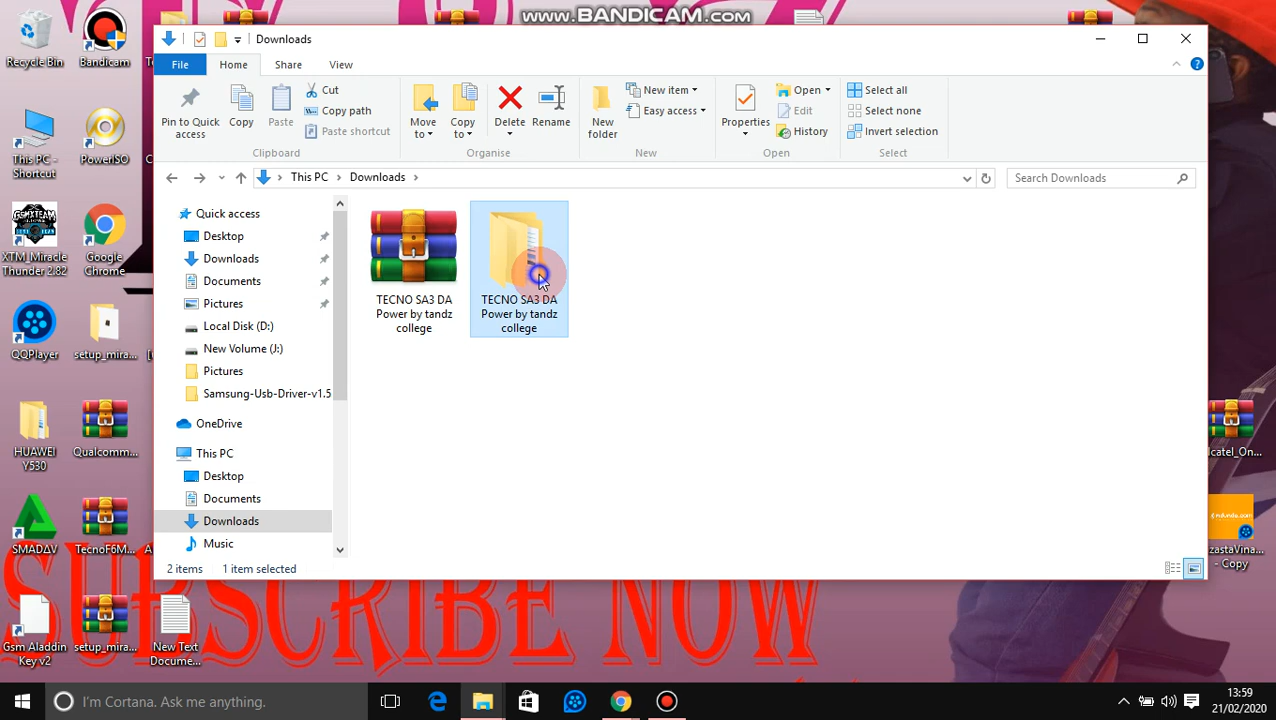 www.BANDICAM.com
Downloads
File
Home
Share
View
Pin to Quick access
Copy
Paste
Cut
Copy path
Paste shortcut
Clipboard
Move to
Copy to
Delete
Rename
Organise
New folder
New item
Easy access
New
Properties
Open
Edit
History
Open
Select all
Select none
Invert selection
Select
This PC
Downloads
Search Downloads
Quick access
Desktop
Downloads
Documents
Pictures
Local Disk (D:)
New Volume (J:)
Pictures
Samsung-Usb-Driver-v1.5
OneDrive
This PC
Desktop
Documents
Downloads
Music
TECNO SA3 DA
Power by tandz
college
TECNO SA3 DA
Power by tandz
college
2 items
1 item selected
Recycle Bin
Bandicam
This PC -
Shortcut
PowerISO
XTM_Miracle
Thunder 2.82
Google
Chrome
QQPlayer
setup_mira...
HUAWEI
Y530
Qualcomm...
SMADΔV
TecnoF6M...
Gsm Aladdin
Key v2
setup_mira...
New Text
Docume...
lcatel_On...
mdundo.com
zastaVina...
- Copy
SUBSCRIBE NOW
I'm Cortana. Ask me anything.
13:59
21/02/2020